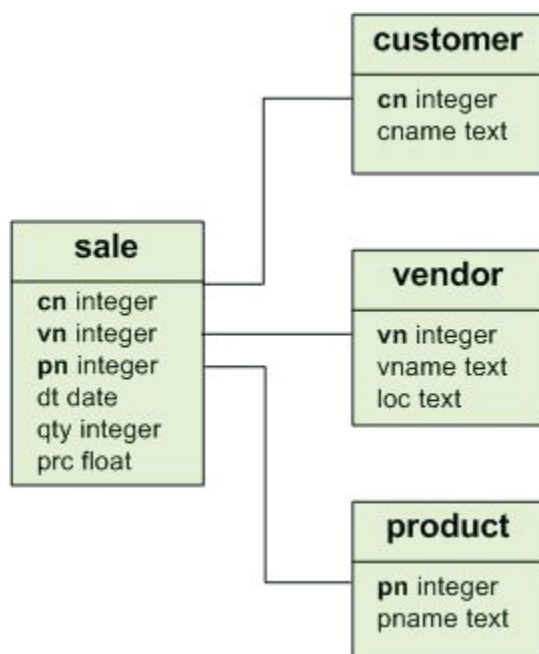 customer
cn integer
cname text
sale
cn integer
vn integer
pn integer
dt date
qty integer
prc float
vendor
vn integer
vname text
loc text
product
pn integer
pname text